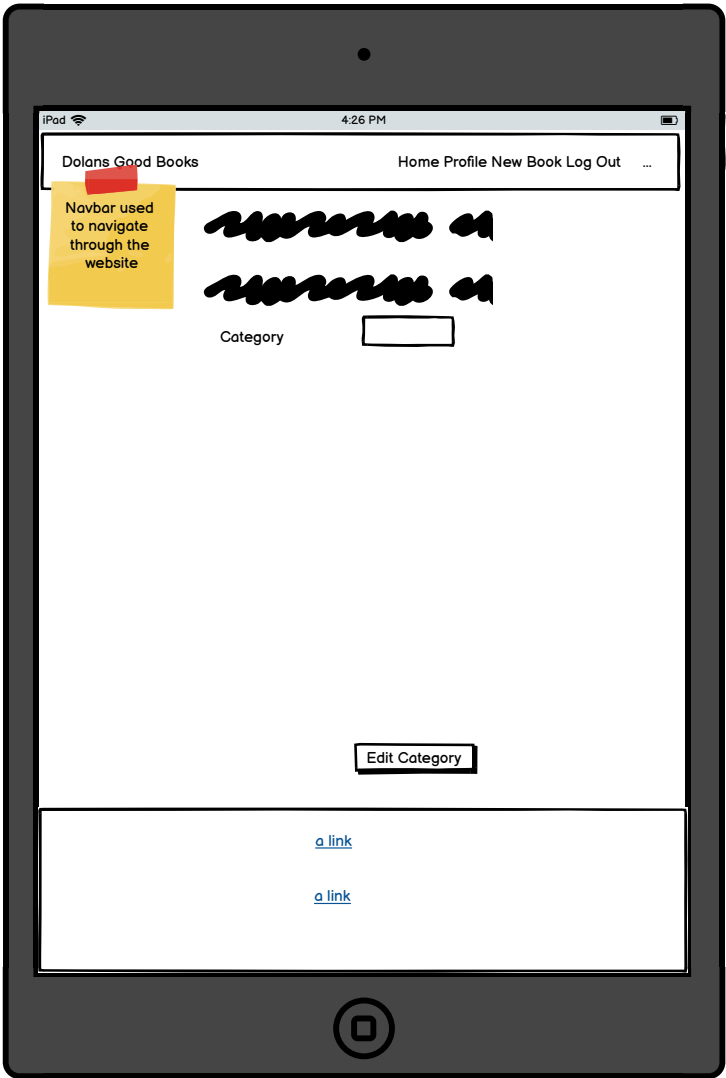 iPad 4:26 PM
Dolans Good Books Home Profile New Book Log Out ...
Navbar used
to navigate
through the
website
Category
Edit Category
a link
a link